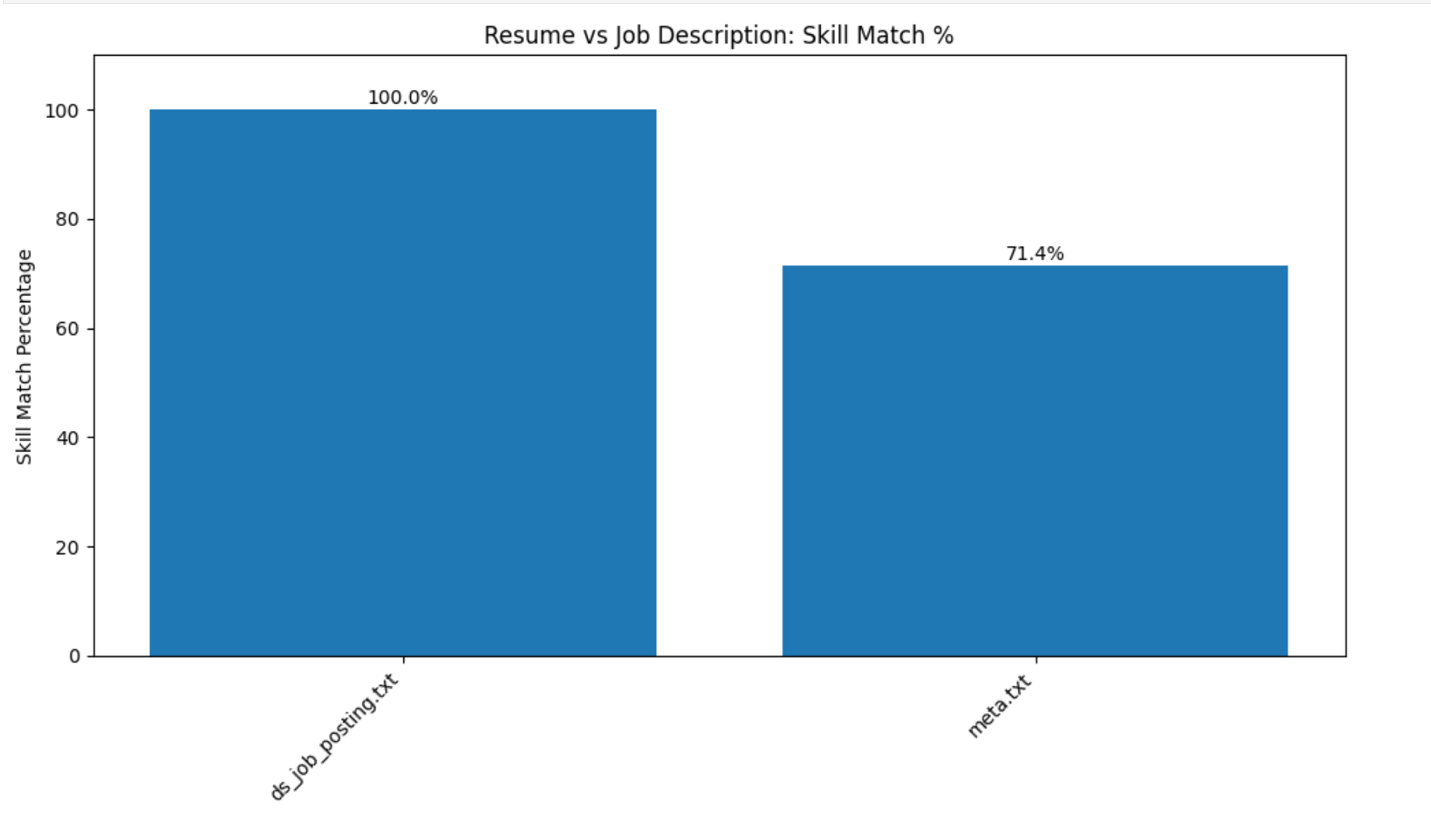 Resume vs Job Description: Skill Match %
100.0%
71.4%
100
80
60
40
20
0
Skill Match Percentage
ds_job_posting.txt
meta.txt